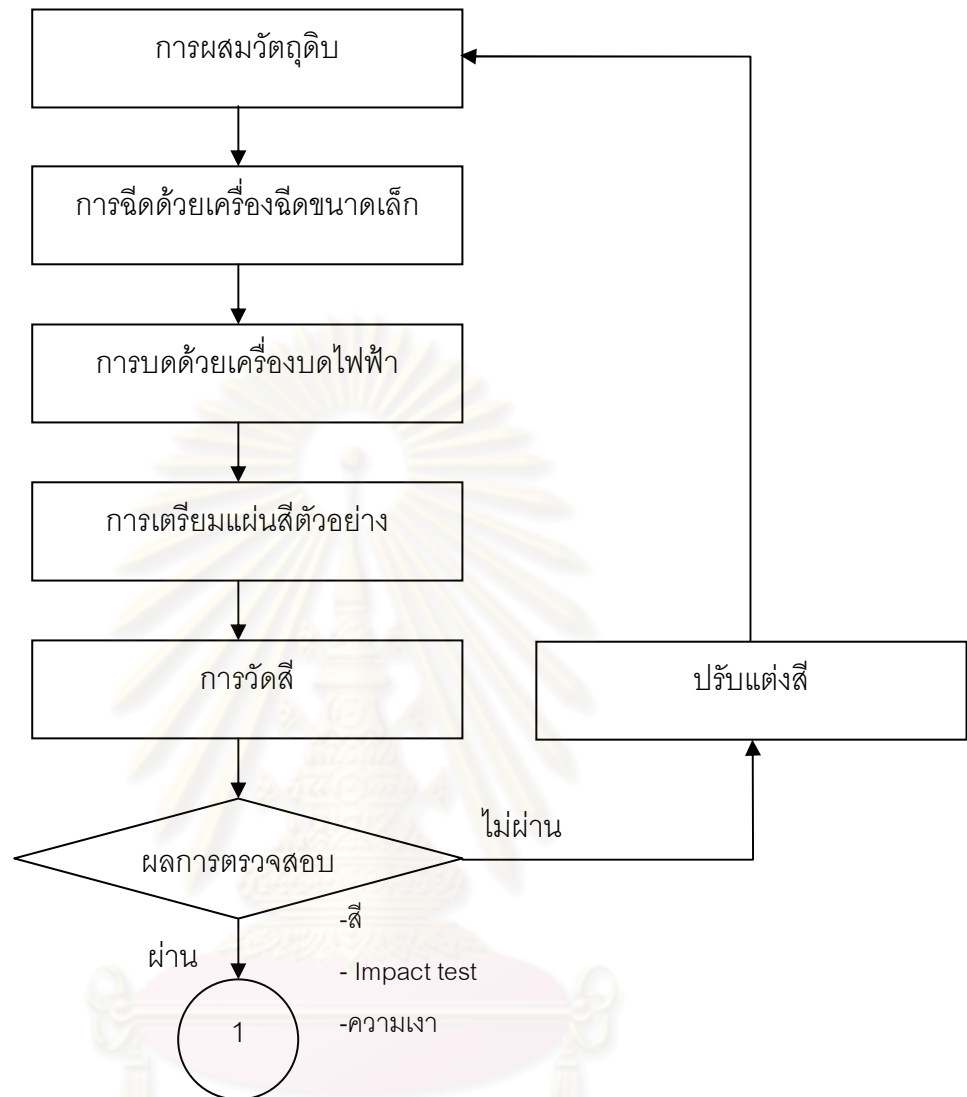 การผสมวัตถุดิบ
การฉีดด้วยเครื่องฉีดขนาดเล็ก
การบดด้วยเครื่องบดไฟฟ้า
การเตรียมแผ่นสีตัวอย่าง
การวัดสี
ปรับแต่งสี
ไม่ผ่าน
ผลการตรวจสอบ
-สี
ผ่าน
- Impact test
1
-ความเงา